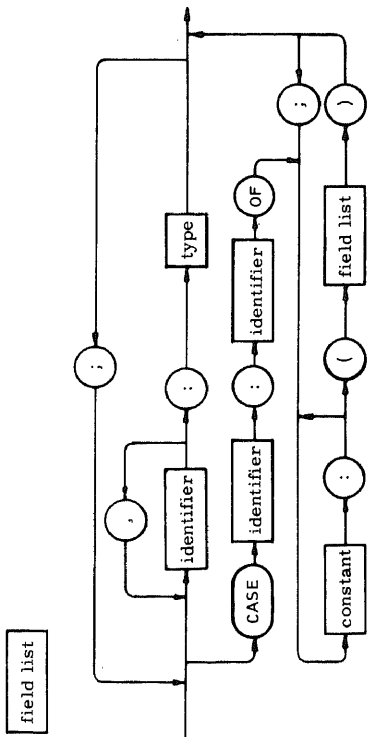 field list
;
,
identifier : type
CASE identifier : identifier OF
;
constant : ( field list )